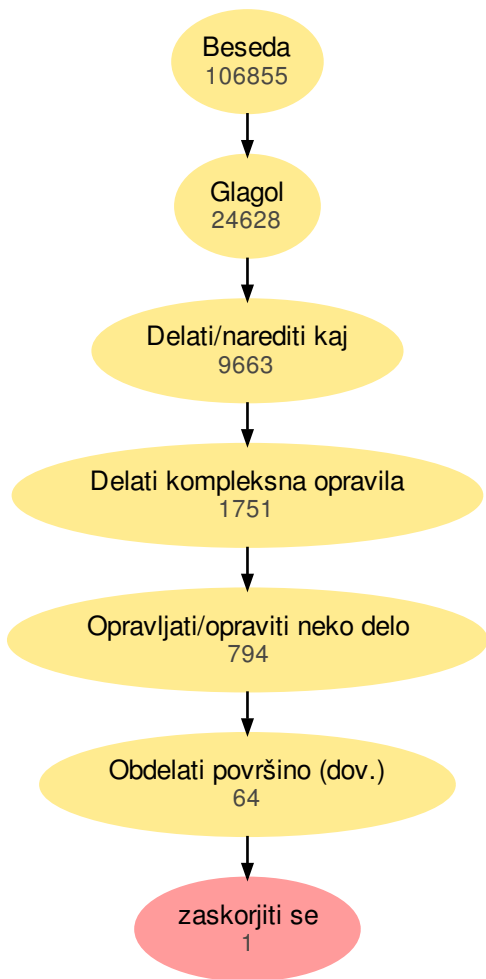 Beseda
106855
Glagol
24628
Delati/narediti kaj
9663
Delati kompleksna opravila
1751
Opravljati/opraviti neko delo
794
Obdelati površino (dov.)
64
zaskorjiti se
1